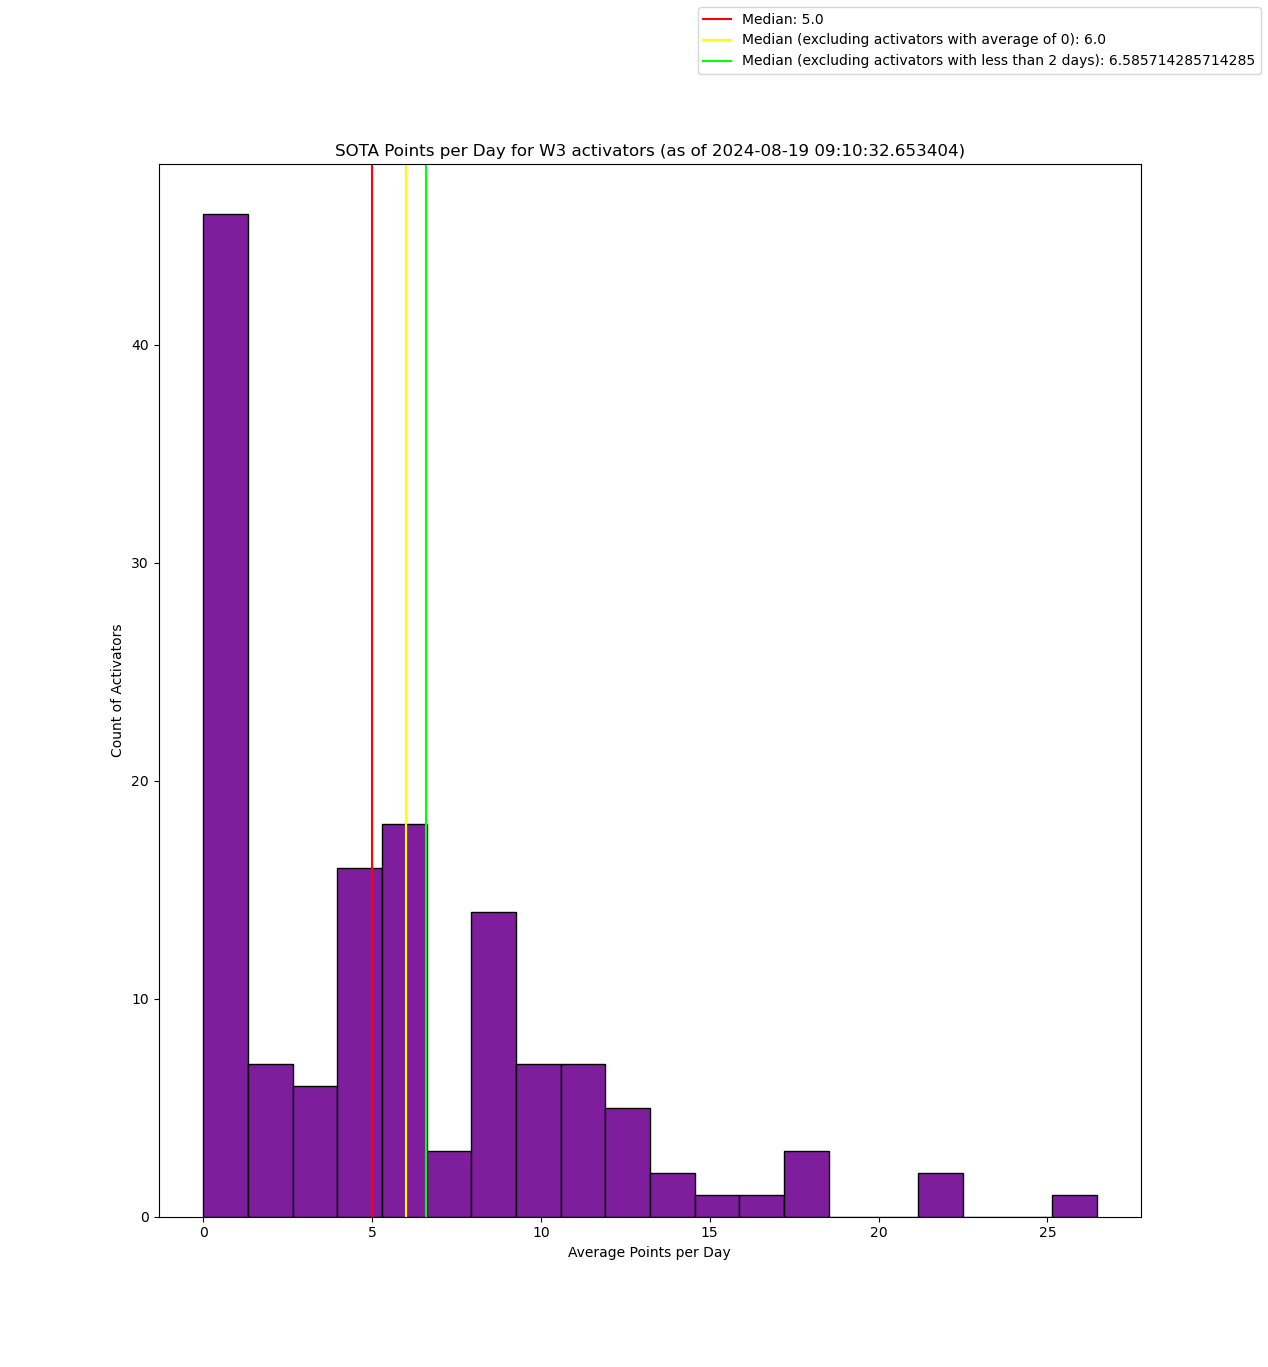 Median: 5.0
Median (excluding activators with average of 0): 6.0
Median (excluding activators with less than 2 days): 6.585714285714285
SOTA Points per Day for W3 activators (as of 2024-08-19 09:10:32.653404)
40
30
20
10
0
Count of Activators
0 5 10 15 20 25
Average Points per Day